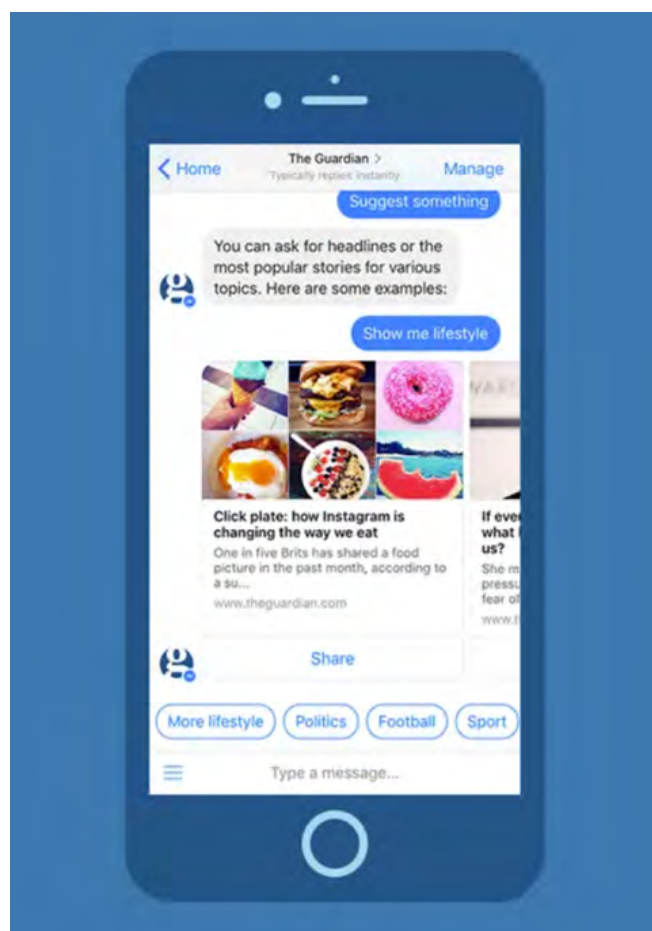 Home
The Guardian >
Typically replies instantly
Manage
Suggest something
You can ask for headlines or the
most popular stories for various
topics. Here are some examples:
Show me lifestyle
Click plate: how Instagram is
changing the way we eat
One in five Brits has shared a food
picture in the past month, according to
a su...
www.theguardian.com
If
what
us?
She
fear of
Share
More lifestyle
Politics
Football
Sport
Type a message...